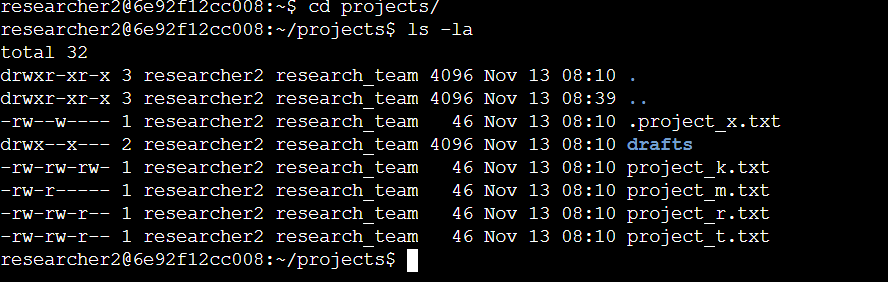 researcher2@6e92f12cc008:~$ cd projects/
researcher2@6e92f12cc008:~/projects$ ls -la
total 32
drwxr-xr-x 3 researcher2 research_team 4096 Nov 13 08:10 .
drwxr-xr-x 3 researcher2 research_team 4096 Nov 13 08:39 ..
-rw--w---- 1 researcher2 research_team   46 Nov 13 08:10 .project_x.txt
drwx--x--- 2 researcher2 research_team 4096 Nov 13 08:10 drafts
-rw-rw-rw- 1 researcher2 research_team   46 Nov 13 08:10 project_k.txt
-rw-r----- 1 researcher2 research_team   46 Nov 13 08:10 project_m.txt
-rw-rw-r-- 1 researcher2 research_team   46 Nov 13 08:10 project_r.txt
-rw-rw-r-- 1 researcher2 research_team   46 Nov 13 08:10 project_t.txt
researcher2@6e92f12cc008:~/projects$